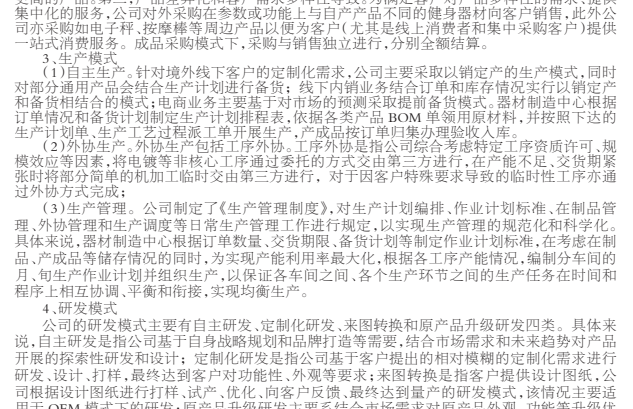 集中化的服务,公司对外采购在参数或功能上与自产产品不同的健身器材向客户销售,此外公
司亦采购如电子秤、按摩棒等周边产品以便为客户(尤其是线上消费者和集中采购客户)提供
一站式消费服务。成品采购模式下,采购与销售独立进行,分别全额结算。
3、生产模式
(1)自主生产。针对境外线下客户的定制化需求,公司主要采取以销定产的生产模式,同时
对部分通用产品会结合生产计划进行备货;线下内销业务结合订单和库存情况实行以销定产
和备货相结合的模式;电商业务主要基于对市场的预测采取提前备货模式。器材制造中心根据
订单情况和备货计划制定生产计划排程表,依据各类产品 BOM 单领用原材料,并按照下达的
生产计划单、生产工艺过程派工单开展生产,产成品按订单归集办理验收入库。
(2)外协生产。外协生产包括工序外协。工序外协是指公司综合考虑特定工序资质许可、规
模效应等因素,将电镀等非核心工序通过委托的方式交由第三方进行,在产能不足、交货期紧
张时将部分简单的机加工临时交由第三方进行,对于因客户特殊要求导致的临时性工序亦通
过外协方式完成;
(3)生产管理。公司制定了《生产管理制度》,对生产计划编排、作业计划标准、在制品管
理、外协管理和生产调度等日常生产管理工作进行规定,以实现生产管理的规范化和科学化。
具体来说,器材制造中心根据订单数量、交货期限、备货计划等制定作业计划标准,在考虑在制
品、产成品等储存情况的同时,为实现产能利用率最大化,根据各工序产能情况,编制分车间的
月、旬生产作业计划并组织生产,以保证各车间之间、各个生产环节之间的生产任务在时间和
程序上相互协调、平衡和衔接,实现均衡生产。
4、研发模式
公司的研发模式主要有自主研发、定制化研发、来图转换和原产品升级研发四类。具体来
说,自主研发是指公司基于自身战略规划和品牌打造等需要,结合市场需求和未来趋势对产品
开展的探索性研发和设计;定制化研发是指公司基于客户提出的相对模糊的定制化需求进行
研发、设计、打样,最终达到客户对功能性、外观等要求;来图转换是指客户提供设计图纸,公
司根据设计图纸进行打样、试产、优化、向客户反馈、最终达到量产的研发模式,该情况主要适